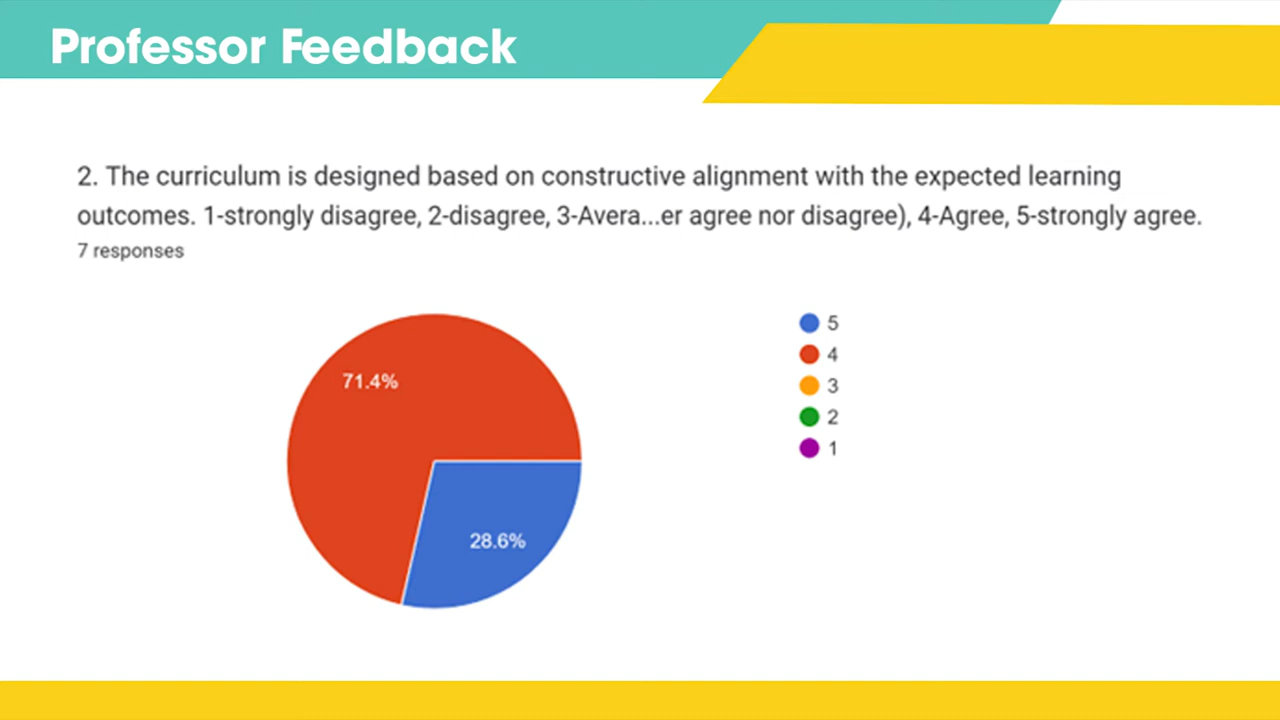 Professor Feedback
2. The curriculum is designed based on constructive alignment with the expected learning
outcomes. 1-strongly disagree, 2-disagree, 3-Avera...er agree nor disagree), 4-Agree, 5-strongly agree.
7 responses
71.4%
28.6%
5
4
3
2
1